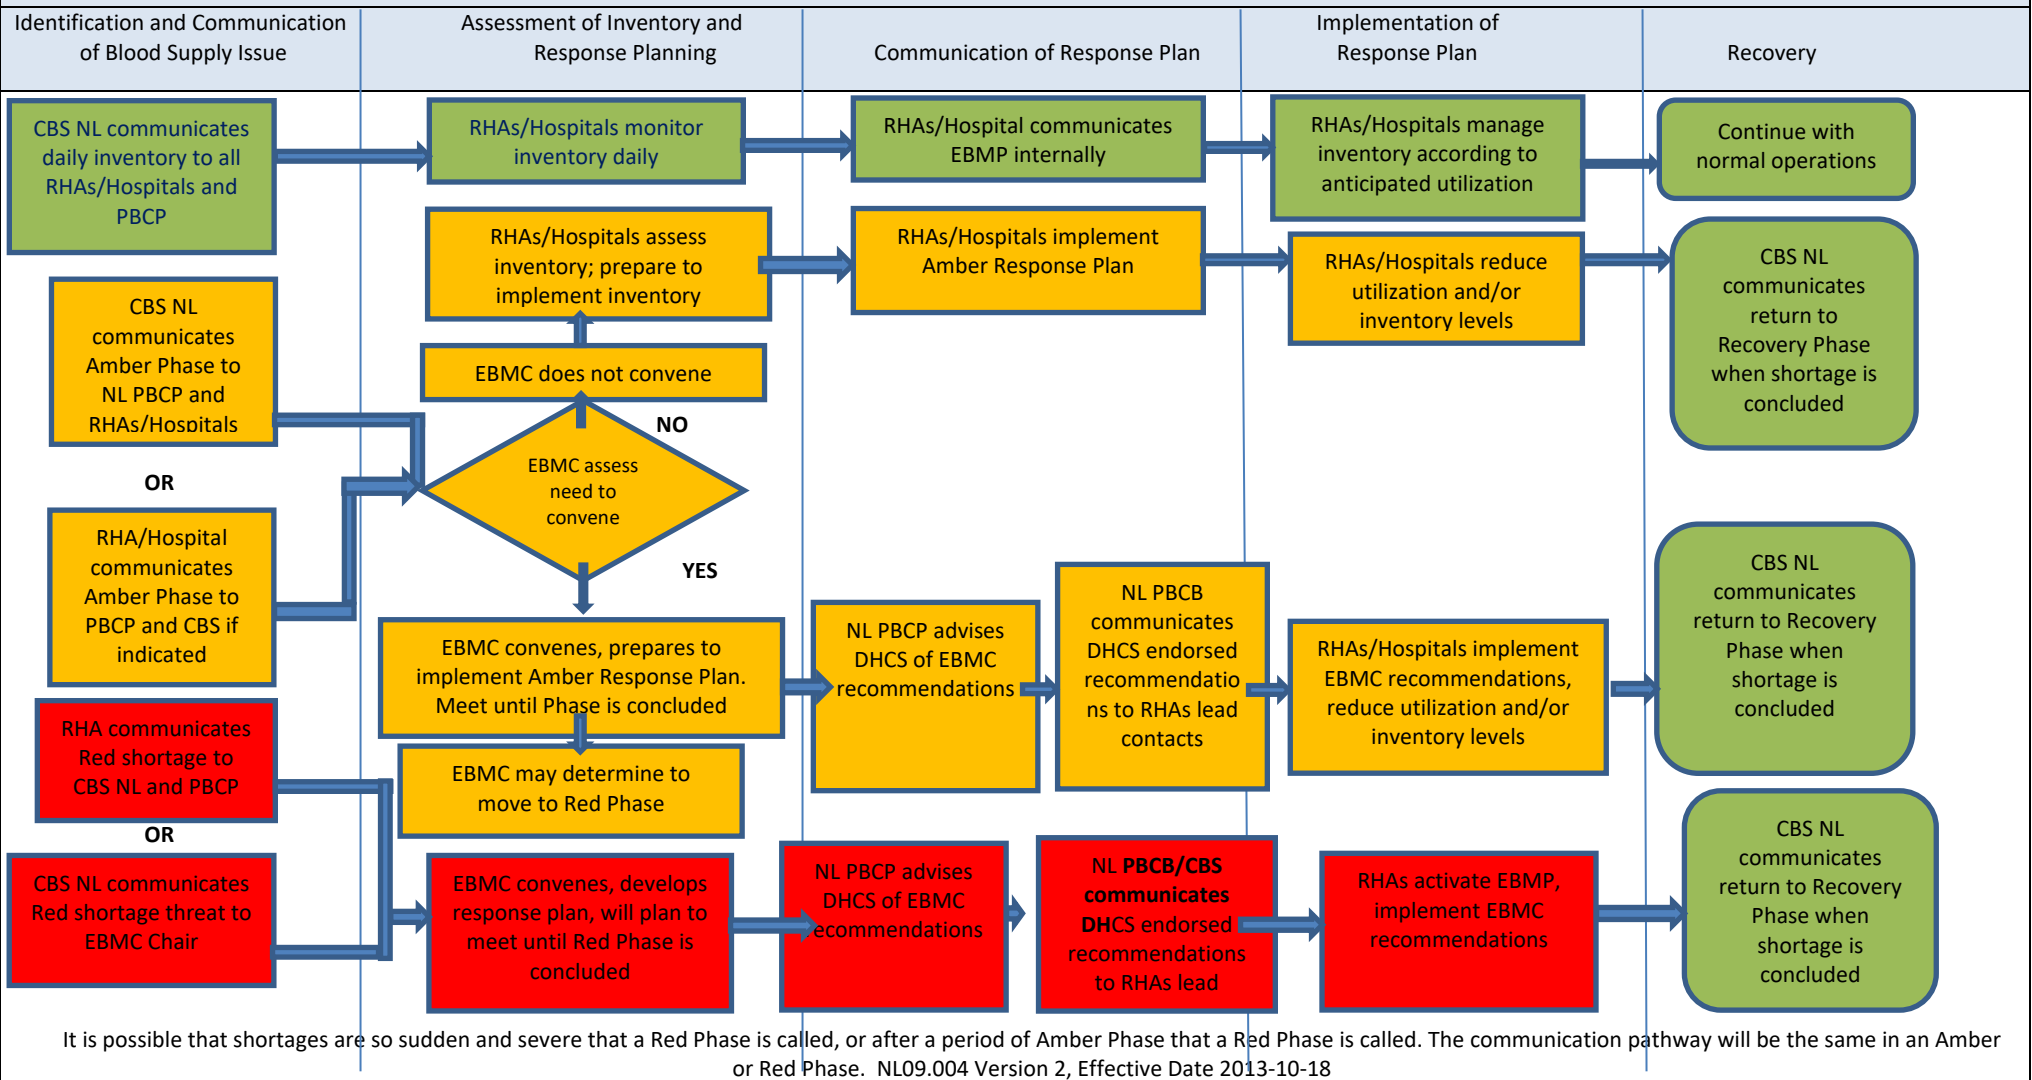 Identification and Communication
of Blood Supply Issue
Assessment of Inventory and
Response Planning
Communication of Response Plan
Implementation of
Response Plan
Recovery
CBS NL communicates
daily inventory to all
RHAs/Hospitals and
PBCP
RHAs/Hospitals monitor
inventory daily
RHAs/Hospital communicates
EBMP internally
RHAs/Hospitals manage
inventory according to
anticipated utilization
Continue with
normal operations
CBS NL
communicates
Amber Phase to
NL PBCP and
RHAs/Hospitals
OR
RHA/Hospital
communicates
Amber Phase to
PBCP and CBS if
indicated
RHAs/Hospitals assess
inventory; prepare to
implement inventory
EBMC does not convene
NO
EBMC assess
need to
convene
YES
RHAs/Hospitals implement
Amber Response Plan
RHAs/Hospitals reduce
utilization and/or
inventory levels
CBS NL
communicates
return to
Recovery Phase
when shortage is
concluded
EBMC convenes, prepares to
implement Amber Response Plan.
Meet until Phase is concluded
EBMC may determine to
move to Red Phase
NL PBCP advises
DHCS of EBMC
recommendations
NL PBCB
communicates
DHCS endorsed
recommendatio
ns to RHAs lead
contacts
RHAs/Hospitals implement
EBMC recommendations,
reduce utilization and/or
inventory levels
CBS NL
communicates
return to Recovery
Phase when
shortage is
concluded
RHA communicates
Red shortage to
CBS NL and PBCP
OR
CBS NL communicates
Red shortage threat to
EBMC Chair
EBMC convenes, develops
response plan, will plan to
meet until Red Phase is
concluded
NL PBCP advises
DHCS of EBMC
ecommendations
NL PBCB/CBS
communicates
DHCS endorsed
recommendations
to RHAs lead
RHAs activate EBMP,
implement EBMC
recommendations
CBS NL
communicates
return to Recovery
Phase when
shortage is
concluded
It is possible that shortages are so sudden and severe that a Red Phase is called, or after a period of Amber Phase that a Red Phase is called. The communication pathway will be the same in an Amber
or Red Phase. NL09.004 Version 2, Effective Date 2013-10-18